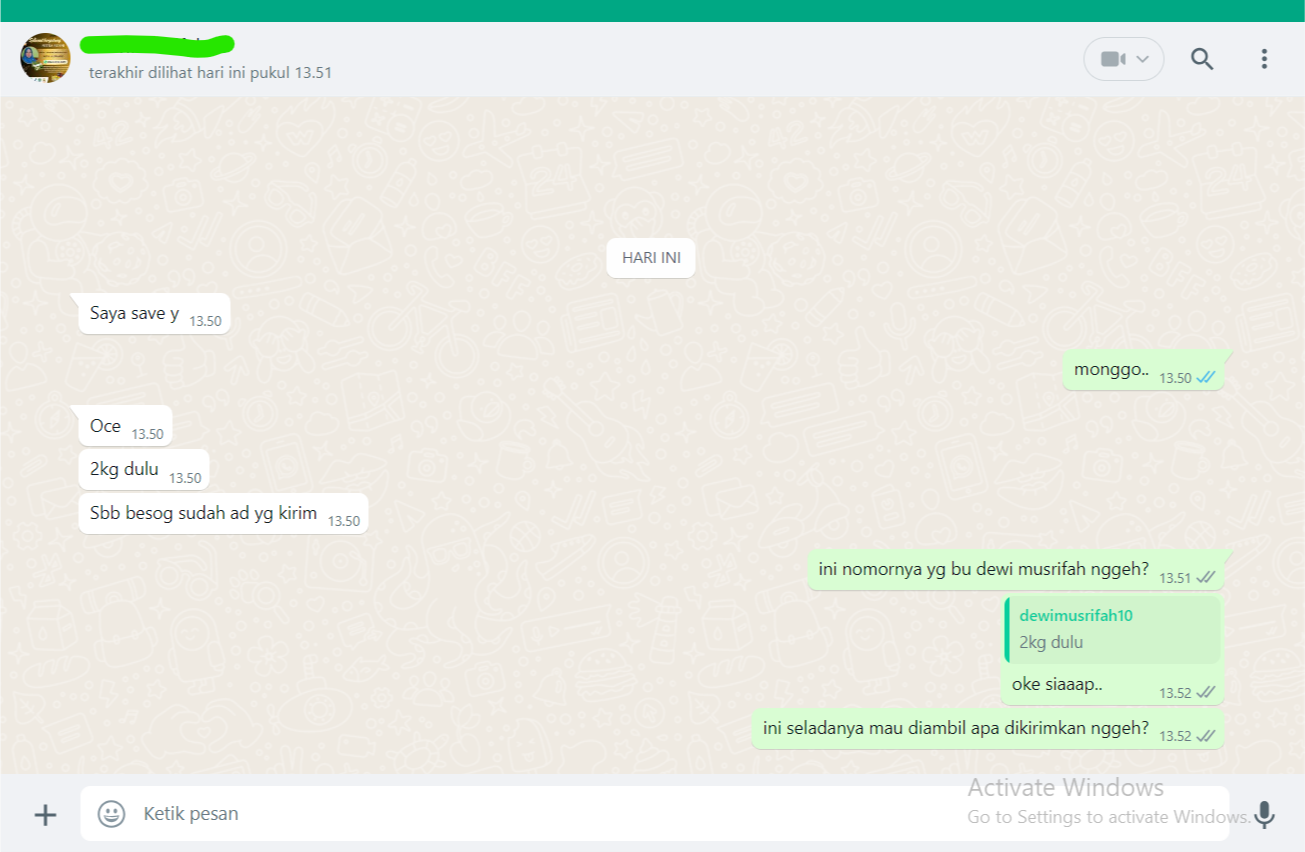 terakhir dilihat hari ini pukul 13.51
HARI INI
Saya save y 13.50
monggo.. 13.50
Oce 13.50
2kg dulu 13.50
Sbb besog sudah ad yg kirim 13.50
ini nomornya yg bu dewi musrifah nggeh? 13.51
dewimusrifah10
2kg dulu
oke siaaap.. 13.52
ini seladanya mau diambil apa dikirimkan nggeh? 13.52
Ketik pesan
Activate Windows
Go to Settings to activate Windows.